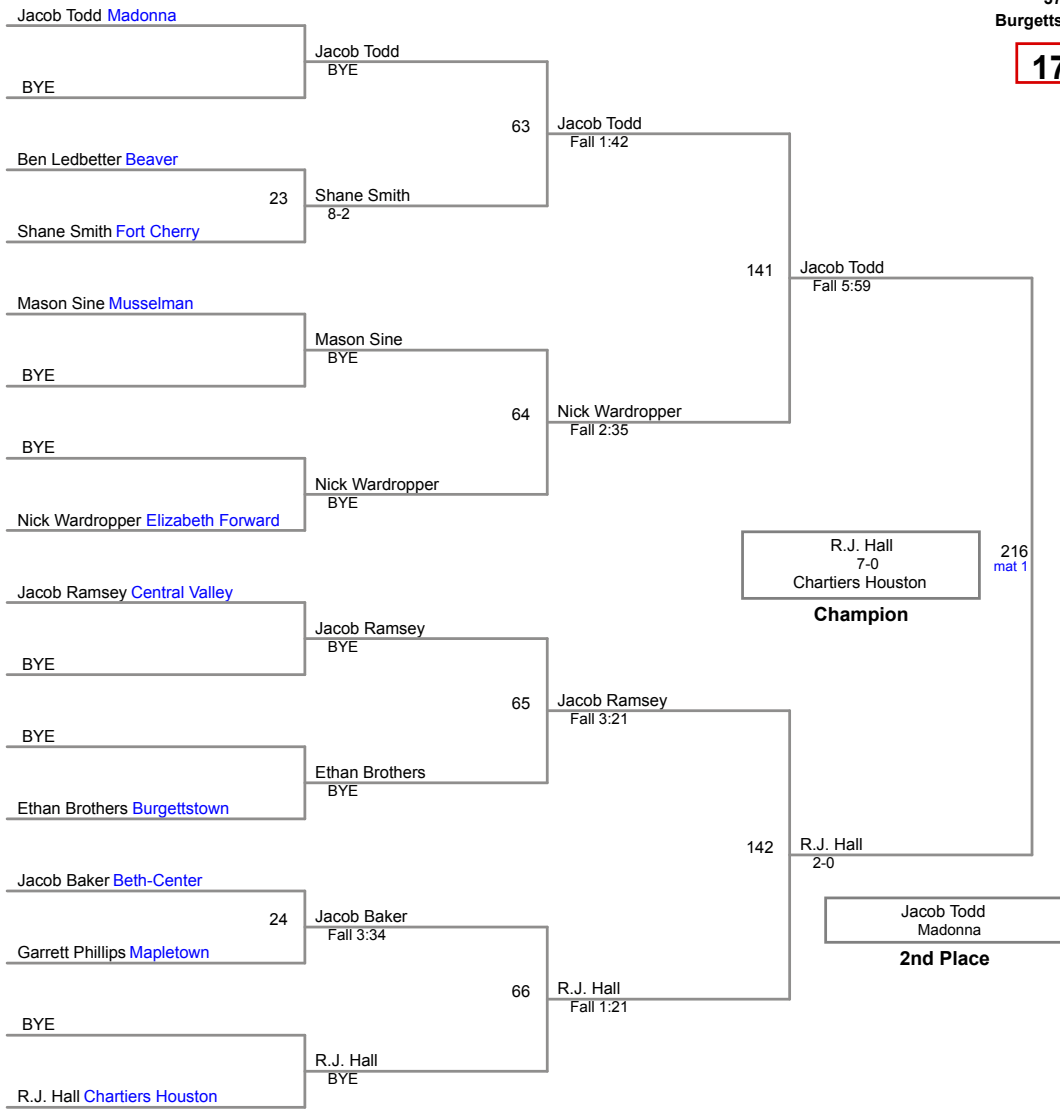 Jacob Todd Madonna
Burgetts
Jacob Todd
BYE
17
BYE
63
Jacob Todd
Fall 1:42
Ben Ledbetter Beaver
23
Shane Smith
8-2
Shane Smith Fort Cherry
141
Jacob Todd
Fall 5:59
Mason Sine Musselman
Mason Sine
BYE
BYE
64
Nick Wardropper
Fall 2:35
BYE
Nick Wardropper
BYE
Nick Wardropper Elizabeth Forward
R.J. Hall
7-0
Chartiers Houston
216
mat 1
Champion
Jacob Ramsey Central Valley
Jacob Ramsey
BYE
BYE
65
Jacob Ramsey
Fall 3:21
BYE
Ethan Brothers
BYE
Ethan Brothers Burgettstown
142
R.J. Hall
2-0
Jacob Baker Beth-Center
24
Jacob Baker
Fall 3:34
Jacob Todd
Madonna
2nd Place
Garrett Phillips Mapletown
66
R.J. Hall
Fall 1:21
BYE
R.J. Hall
BYE
R.J. Hall Chartiers Houston